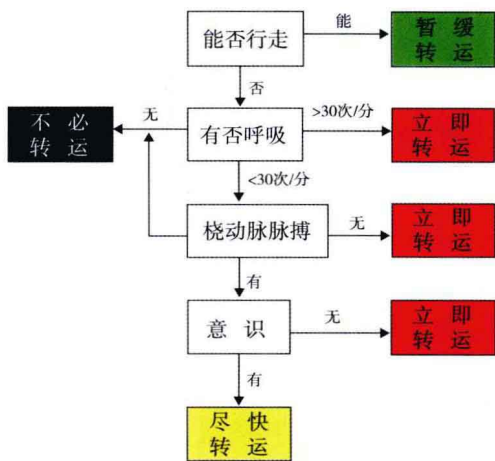 能否行走
能
暂缓
转运
否
不必
转运
无
有否呼吸
>30次/分
立即
转运
<30次/分
桡动脉脉搏
无
立即
转运
有
意识
无
立即
转运
有
尽快
转运